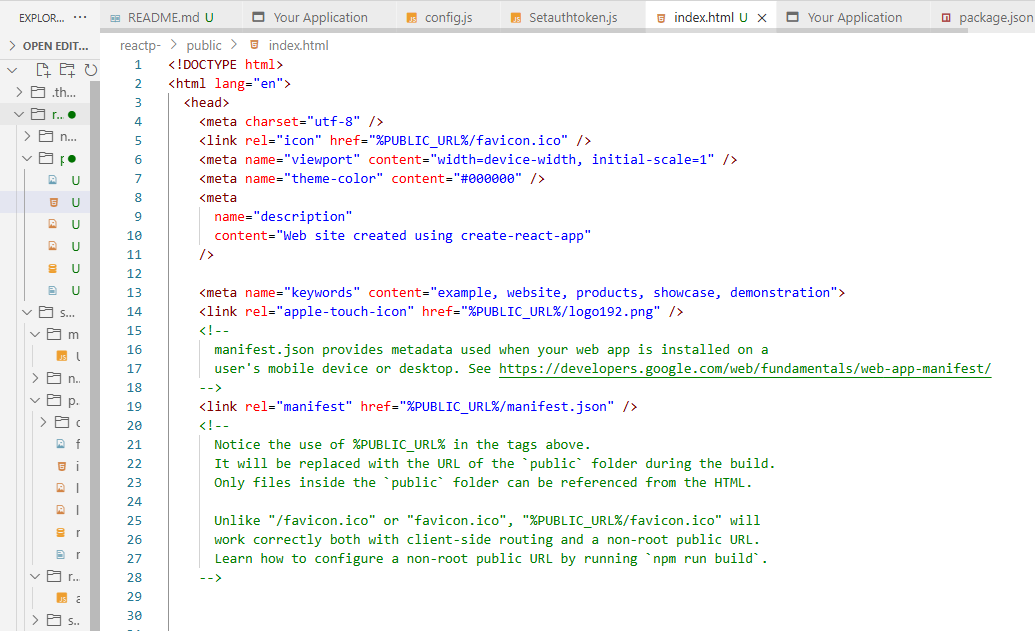 EXPLOR... ···
README.md U
Your Application
config.js
Setauthtoken.js
index.html U
Your Application
package.json
OPEN EDIT...
reactp- > public > index.html
.th...
r...
n...
p
U
U
U
U
U
U
s...
m
JS U
n..
p.
c
f
i
l
l
r
r
r...
JS a
s..
1 <!DOCTYPE html>
2 <html lang="en">
3 <head>
4 <meta charset="utf-8" />
5 <link rel="icon" href="%PUBLIC_URL%/favicon.ico" />
6 <meta name="viewport" content="width=device-width, initial-scale=1" />
7 <meta name="theme-color" content="#000000" />
8 <meta
9 name="description"
10 content="Web site created using create-react-app"
11 />
12
13 <meta name="keywords" content="example, website, products, showcase, demonstration">
14 <link rel="apple-touch-icon" href="%PUBLIC_URL%/logo192.png" />
15 <!--
16 manifest.json provides metadata used when your web app is installed on a
17 user's mobile device or desktop. See https://developers.google.com/web/fundamentals/web-app-manifest/
18 -->
19 <link rel="manifest" href="%PUBLIC_URL%/manifest.json" />
20 <!--
21 Notice the use of %PUBLIC_URL% in the tags above.
22 It will be replaced with the URL of the `public` folder during the build.
23 Only files inside the `public` folder can be referenced from the HTML.
24
25 Unlike "/favicon.ico" or "favicon.ico", "%PUBLIC_URL%/favicon.ico" will
26 work correctly both with client-side routing and a non-root public URL.
27 Learn how to configure a non-root public URL by running `npm run build`.
28 -->
29
30